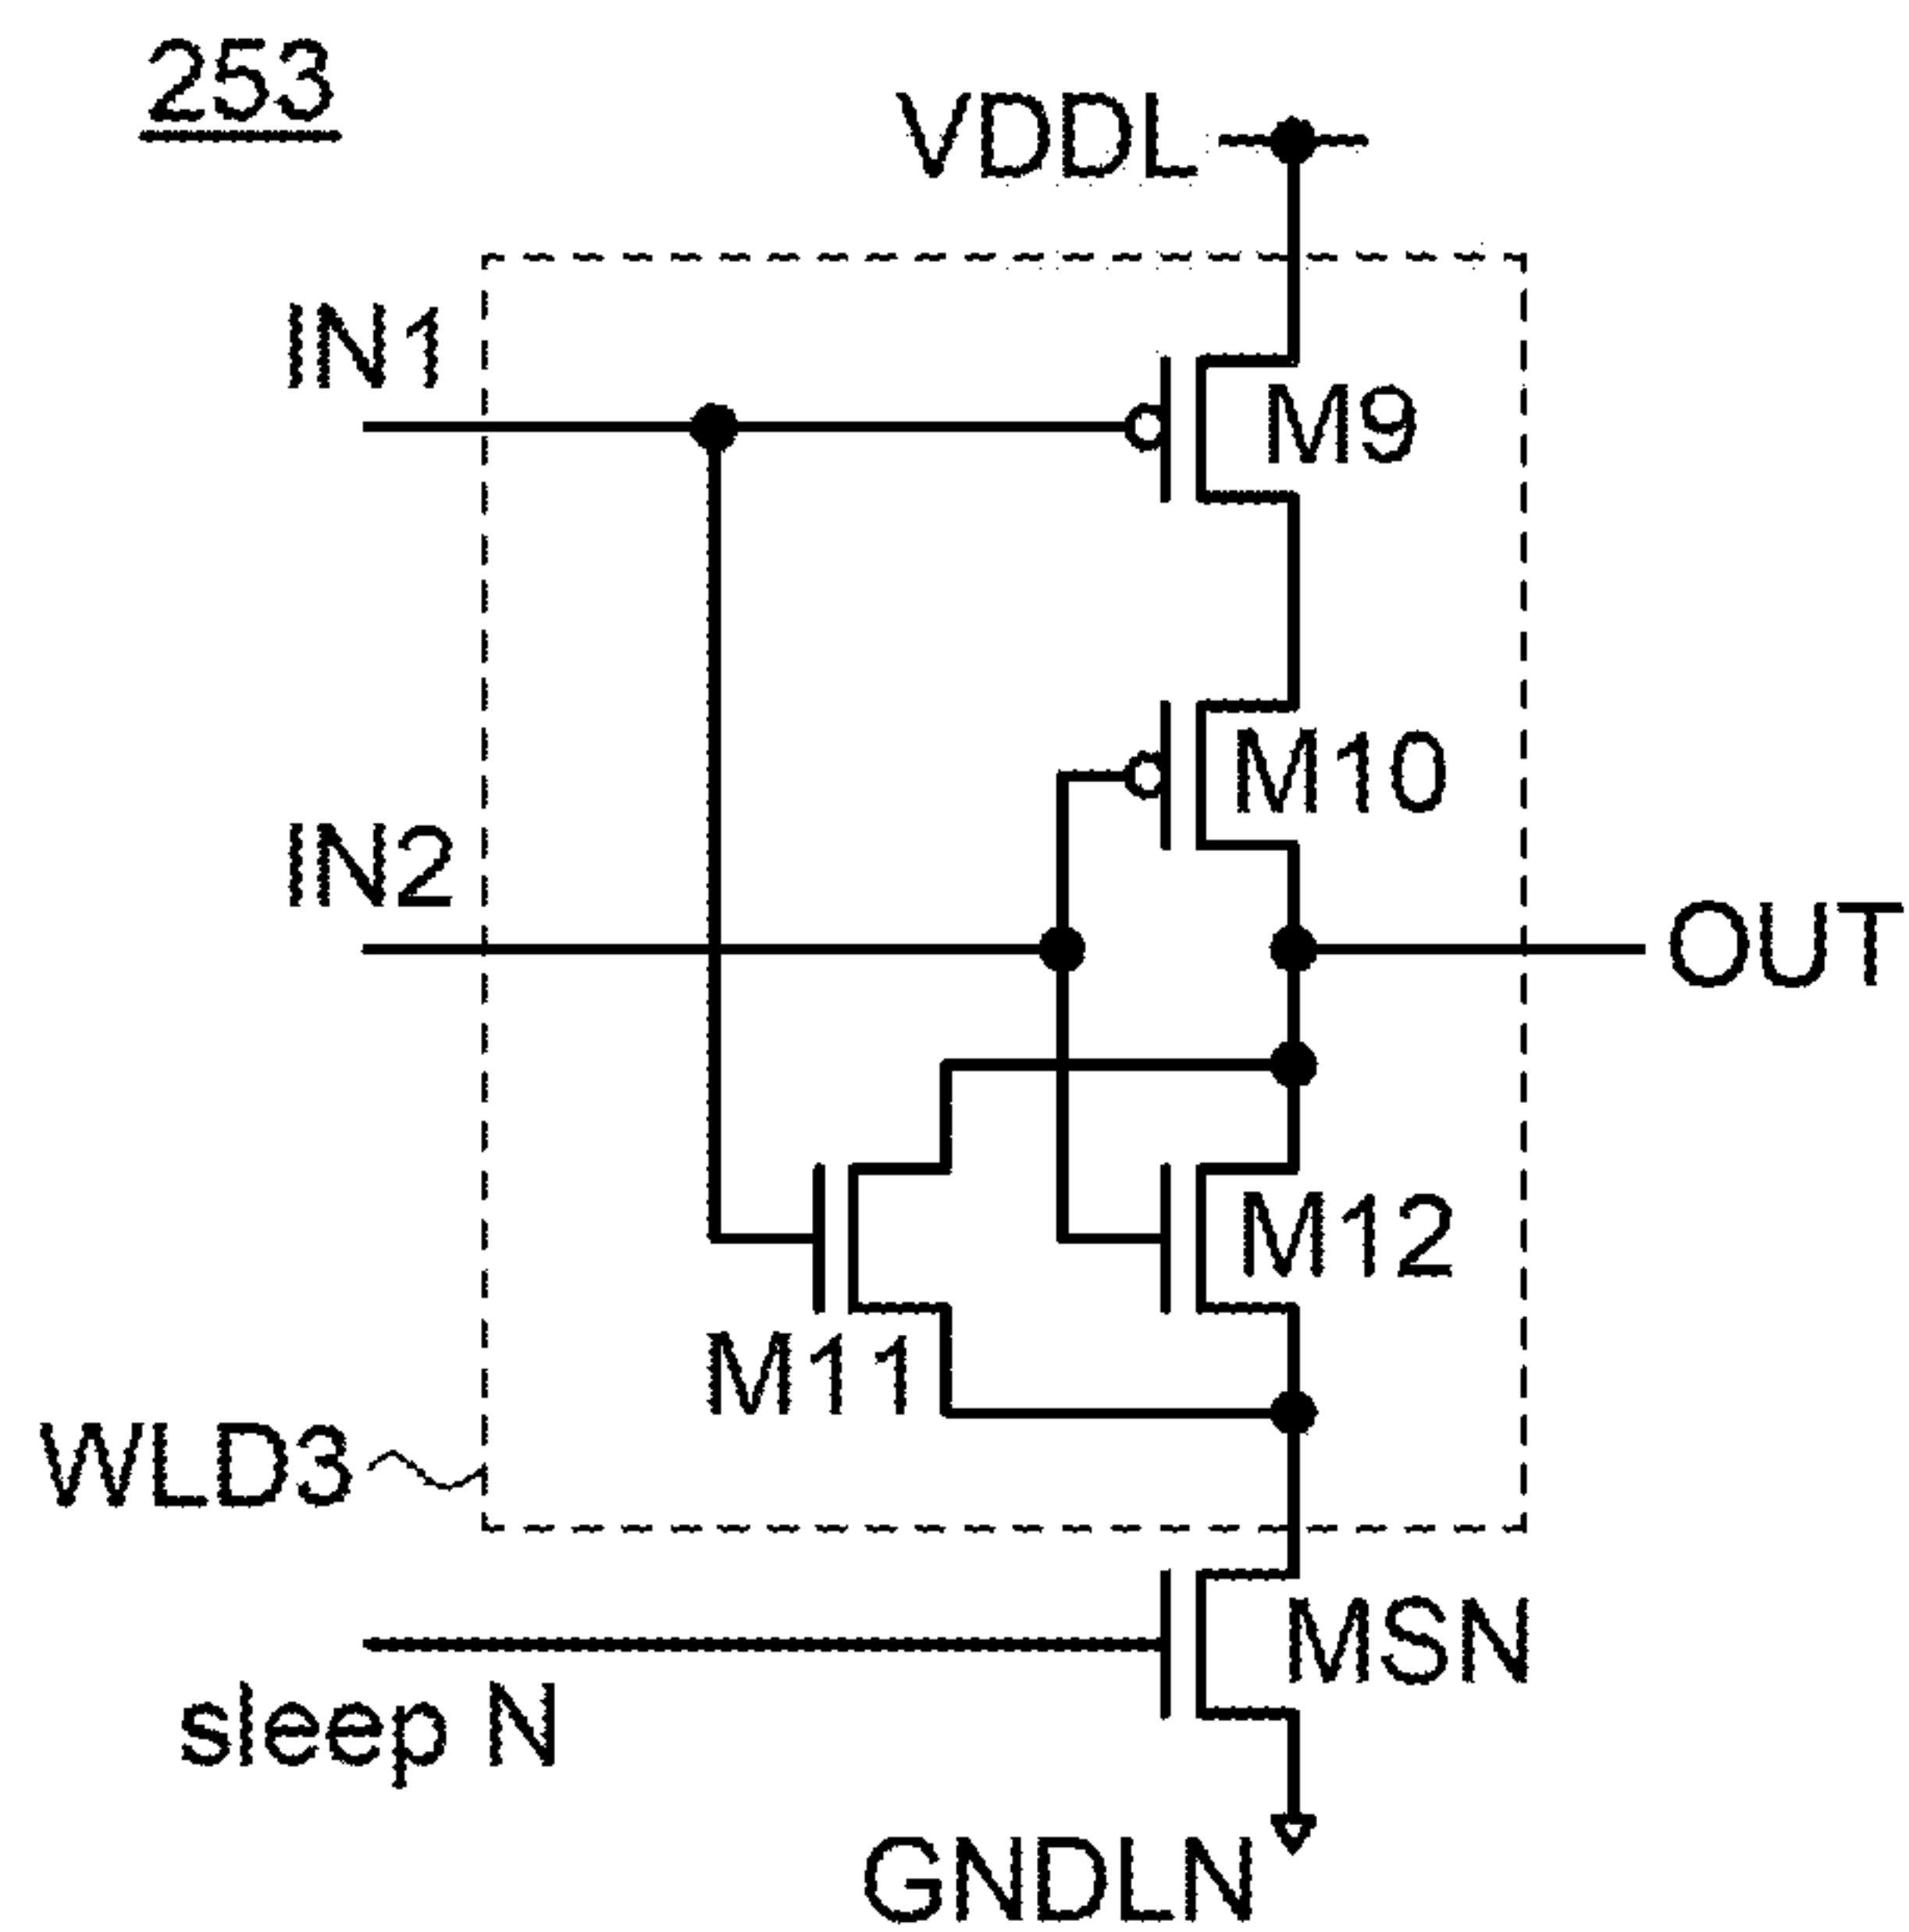 253
VDDL
IN1
M9
M10
IN2
OUT
M12
M11
WLD3
MSN
sleep N
GNDLN